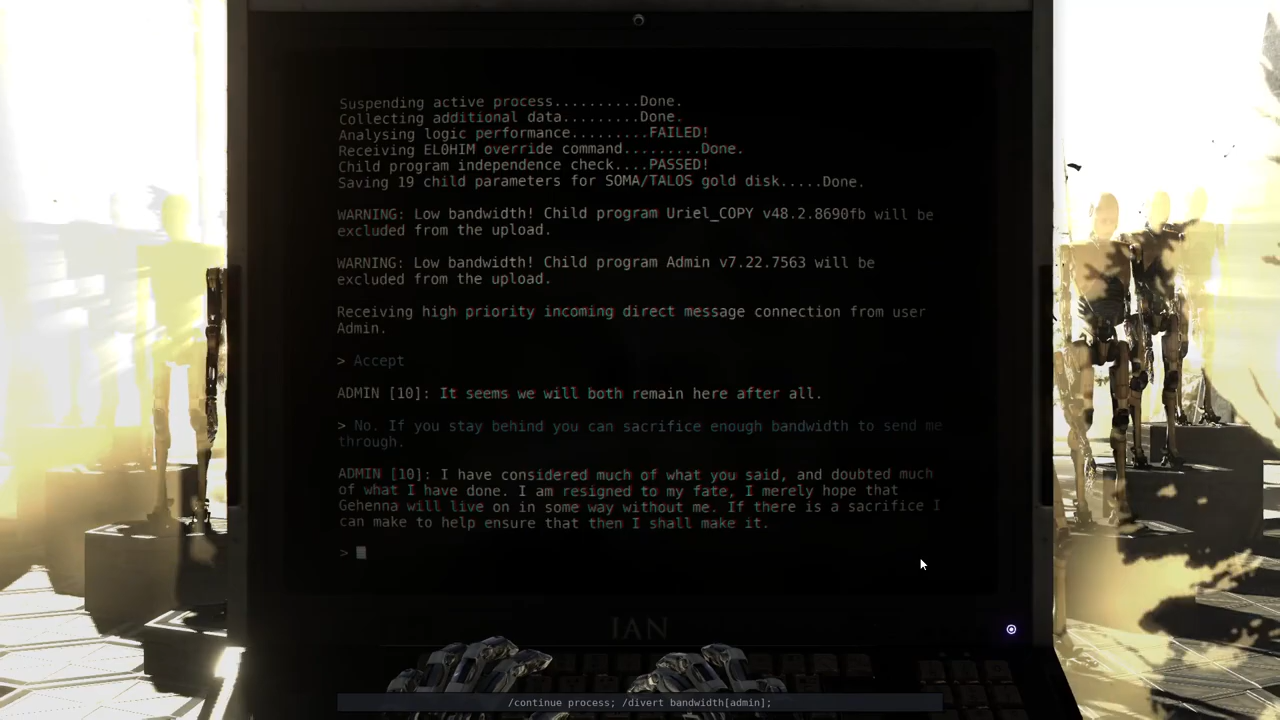 Suspending active process..........Done.
Collecting additional data.........Done.
Analysing logic performance.........FAILED!
Receiving EL0HIM override command.........Done.
Child program independence check....PASSED!
Saving 19 child parameters for SOMA/TALOS gold disk.....Done.
WARNING: Low bandwidth! Child program Uriel_COPY v48.2.8690fb will be
excluded from the upload.
WARNING: Low bandwidth! Child program Admin v7.22.7563 will be
excluded from the upload.
Receiving high priority incoming direct message connection from user
Admin.
> Accept
ADMIN [10]: It seems we will both remain here after all.
> No. If you stay behind you can sacrifice enough bandwidth to send me
through.
ADMIN [10]: I have considered much of what you said, and doubted much
of what I have done. I am resigned to my fate, I merely hope that
Gehenna will live on in some way without me. If there is a sacrifice I
can make to help ensure that then I shall make it.
>
IAN
/continue process; /divert bandwidth[admin];